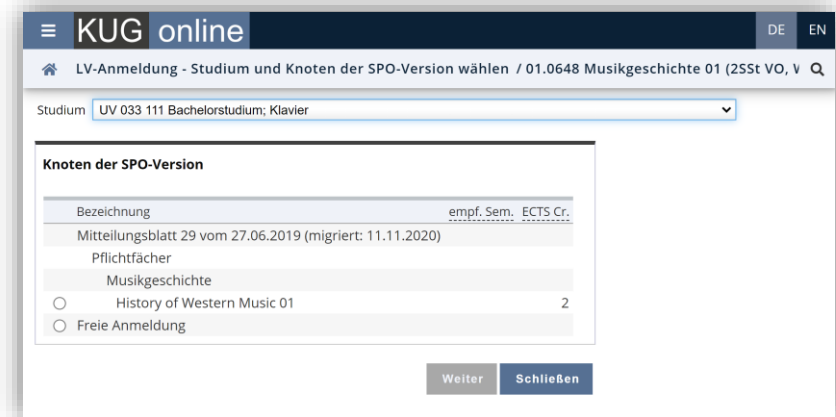 KUG online DE EN
LV-Anmeldung - Studium und Knoten der SPO-Version wählen / 01.0648 Musikgeschichte 01 (2SSt VO, V
Studium UV 033 111 Bachelorstudium; Klavier
Knoten der SPO-Version
Bezeichnung empf. Sem. ECTS Cr.
Mitteilungsblatt 29 vom 27.06.2019 (migriert: 11.11.2020)
Pflichtfächer
Musikgeschichte
History of Western Music 01 2
Freie Anmeldung
Weiter Schließen